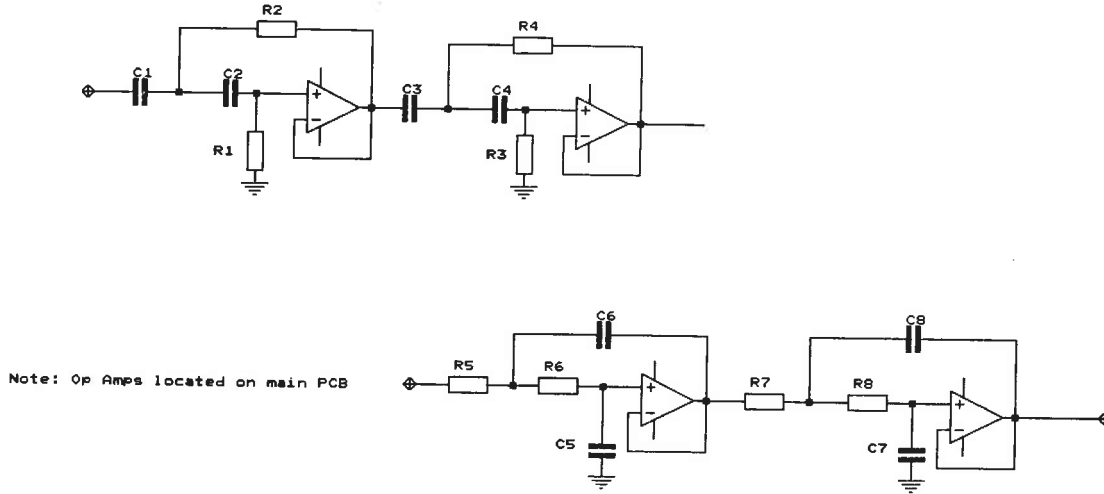 R2
R4
C1
C2
+
-
R1
C3
C4
+
-
R3
C6
C8
Note: Op Amps located on main PCB
R5
R6
+
-
R7
R8
+
-
C5
C7